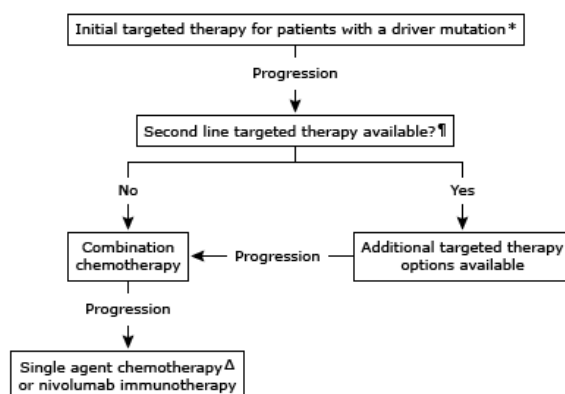 Initial targeted therapy for patients with a driver mutation*
Progression
Second line targeted therapy available?¶
No
Yes
Combination
chemotherapy
Progression
Additional targeted therapy
options available
Progression
Single agent chemotherapyΔ
or nivolumab immunotherapy